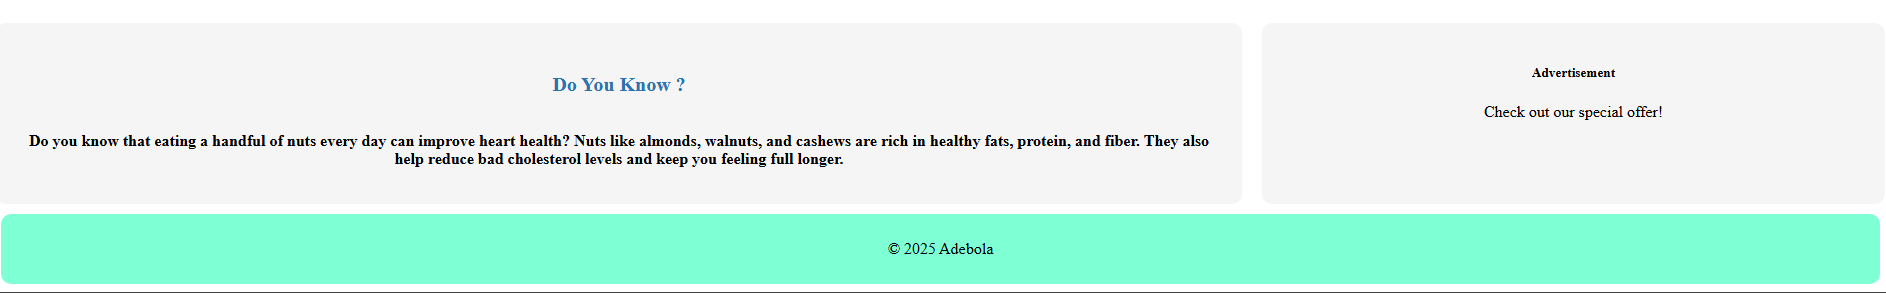 Do You Know ?
Do you know that eating a handful of nuts every day can improve heart health? Nuts like almonds, walnuts, and cashews are rich in healthy fats, protein, and fiber. They also
help reduce bad cholesterol levels and keep you feeling full longer.
Advertisement
Check out our special offer!
© 2025 Adebola